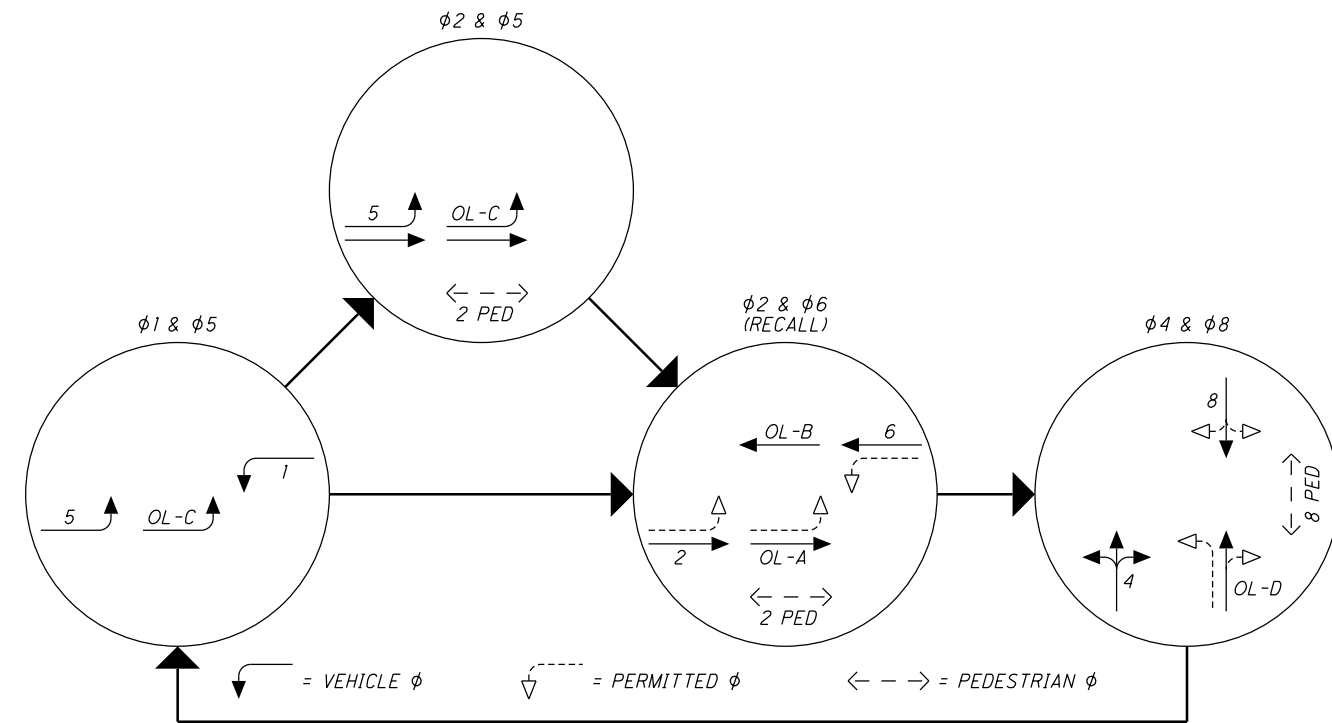 ϕ2 & ϕ5
5
OL-C
2 PED
ϕ1 & ϕ5
5
OL-C
1
ϕ2 & ϕ6
(RECALL)
OL-B
6
2
OL-A
2 PED
ϕ4 & ϕ8
8
8 PED
4
OL-D
= VEHICLE ϕ
= PERMITTED ϕ
= PEDESTRIAN ϕ